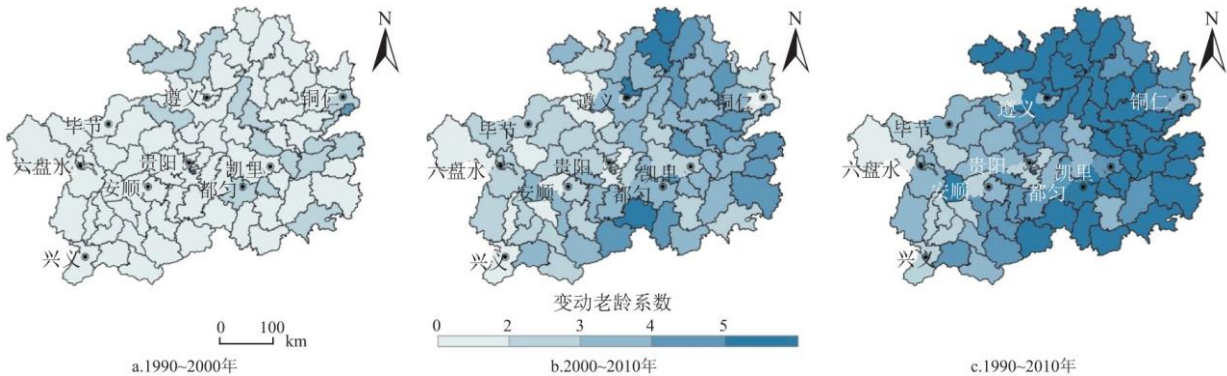 N
N
N
遵义
铜仁
毕节
六盘水
贵阳
凯里
安顺
都匀
兴义
遵义
铜仁
毕节
六盘水
贵阳
凯里
安顺
都匀
兴义
遵义
铜仁
毕节
六盘水
贵阳
凯里
安顺
都匀
兴义
变动老龄系数
0 2 3 4 5
0 100
km
a.1990~2000年
b.2000~2010年
c.1990~2010年